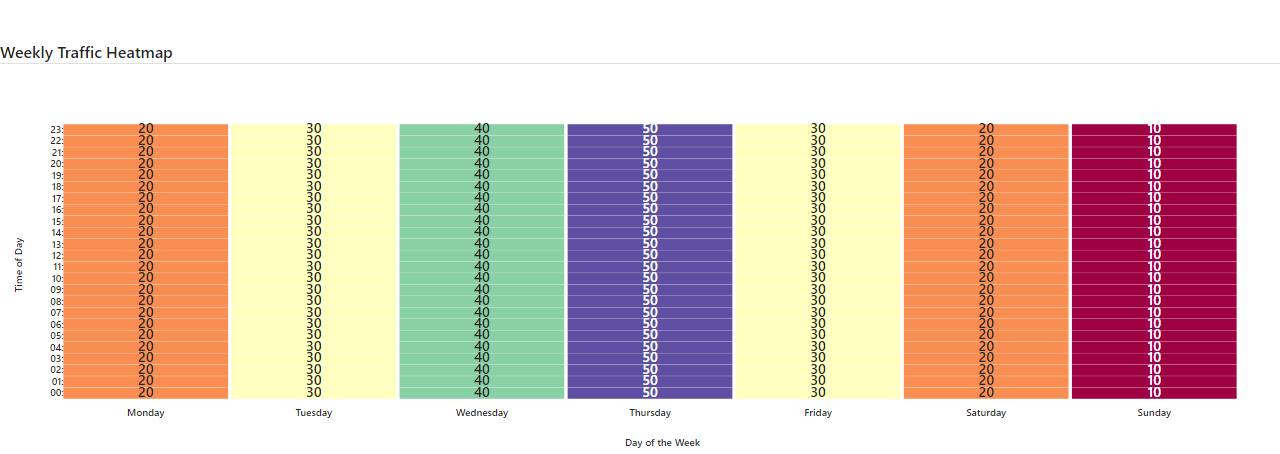 Weekly Traffic Heatmap
Time of Day
23: 20 30 40 50 30 20 10
22: 20 30 40 50 30 20 10
21: 20 30 40 50 30 20 10
20: 20 30 40 50 30 20 10
19: 20 30 40 50 30 20 10
18: 20 30 40 50 30 20 10
17: 20 30 40 50 30 20 10
16: 20 30 40 50 30 20 10
15: 20 30 40 50 30 20 10
14: 20 30 40 50 30 20 10
13: 20 30 40 50 30 20 10
12: 20 30 40 50 30 20 10
11: 20 30 40 50 30 20 10
10: 20 30 40 50 30 20 10
09: 20 30 40 50 30 20 10
08: 20 30 40 50 30 20 10
07: 20 30 40 50 30 20 10
06: 20 30 40 50 30 20 10
05: 20 30 40 50 30 20 10
04: 20 30 40 50 30 20 10
03: 20 30 40 50 30 20 10
02: 20 30 40 50 30 20 10
01: 20 30 40 50 30 20 10
00: 20 30 40 50 30 20 10
Monday Tuesday Wednesday Thursday Friday Saturday Sunday
Day of the Week